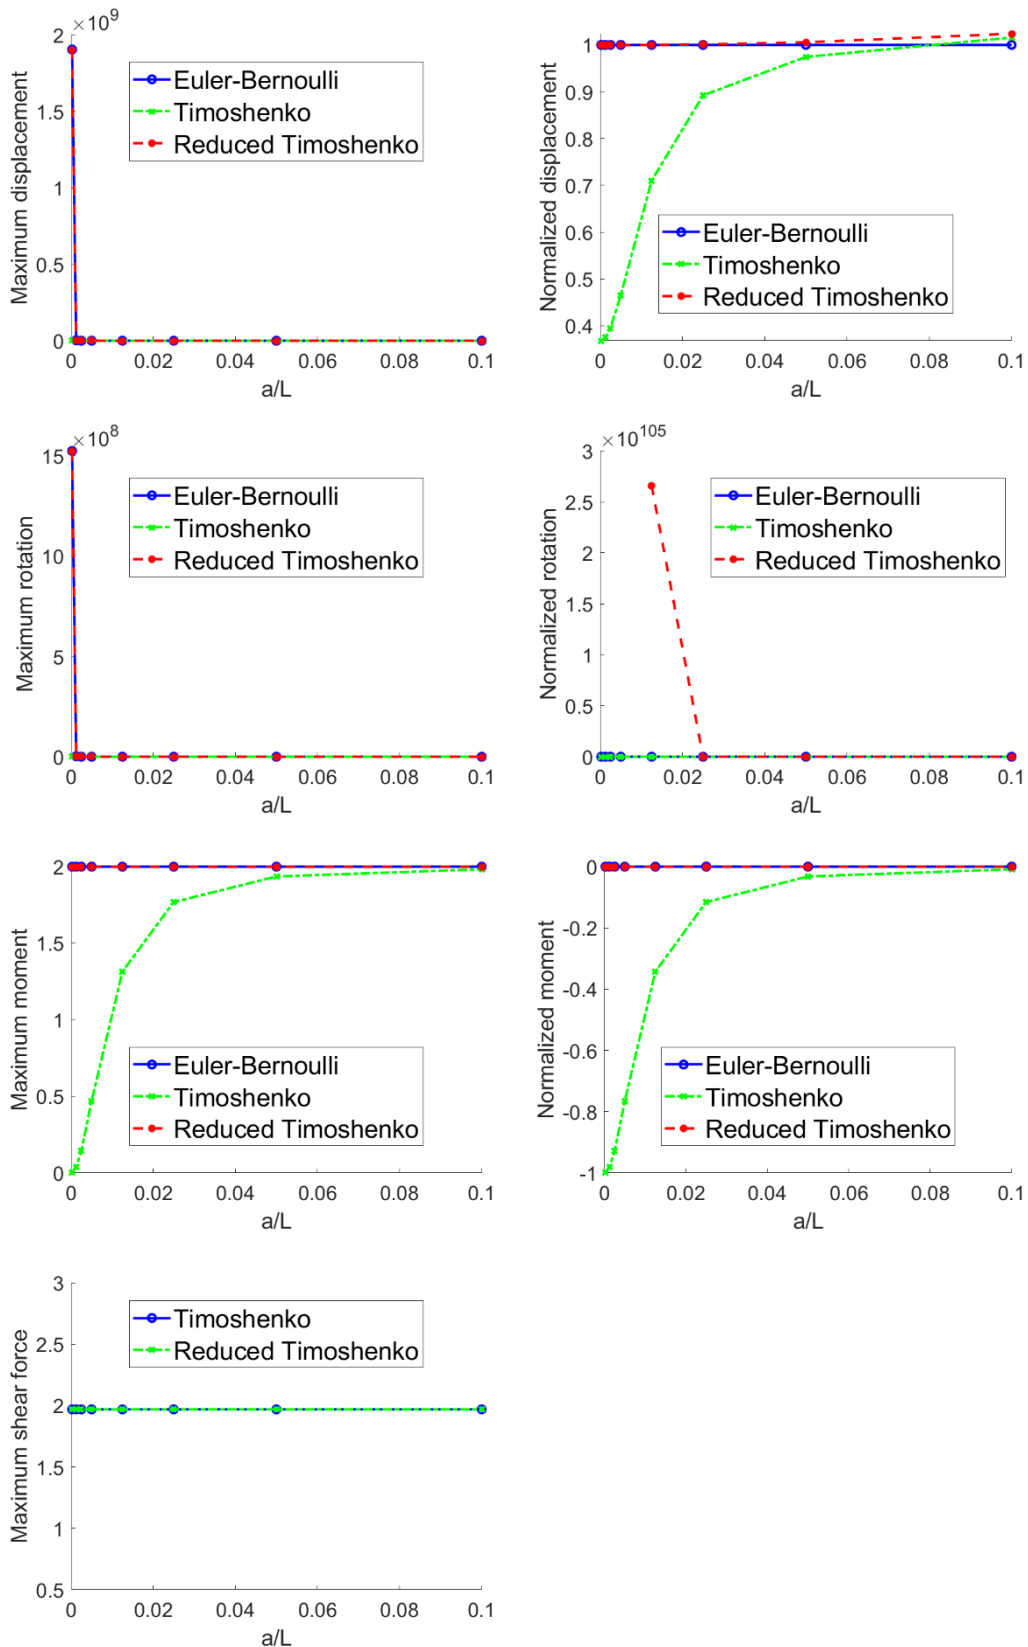 ×10^9
2
1.5
1
0.5
0
Maximum displacement
Euler-Bernoulli
Timoshenko
Reduced Timoshenko
0 0.02 0.04 0.06 0.08 0.1
a/L
1
0.9
0.8
0.7
0.6
0.5
0.4
Normalized displacement
Euler-Bernoulli
Timoshenko
Reduced Timoshenko
0 0.02 0.04 0.06 0.08 0.1
a/L
×10^8
15
10
5
0
Maximum rotation
Euler-Bernoulli
Timoshenko
Reduced Timoshenko
0 0.02 0.04 0.06 0.08 0.1
a/L
×10^105
3
2.5
2
1.5
1
0.5
0
Normalized rotation
Euler-Bernoulli
Timoshenko
Reduced Timoshenko
0 0.02 0.04 0.06 0.08 0.1
a/L
2
1.5
1
0.5
0
Maximum moment
Euler-Bernoulli
Timoshenko
Reduced Timoshenko
0 0.02 0.04 0.06 0.08 0.1
a/L
0
-0.2
-0.4
-0.6
-0.8
-1
Normalized moment
Euler-Bernoulli
Timoshenko
Reduced Timoshenko
0 0.02 0.04 0.06 0.08 0.1
a/L
3
2.5
2
1.5
1
0.5
Maximum shear force
Timoshenko
Reduced Timoshenko
0 0.02 0.04 0.06 0.08 0.1
a/L